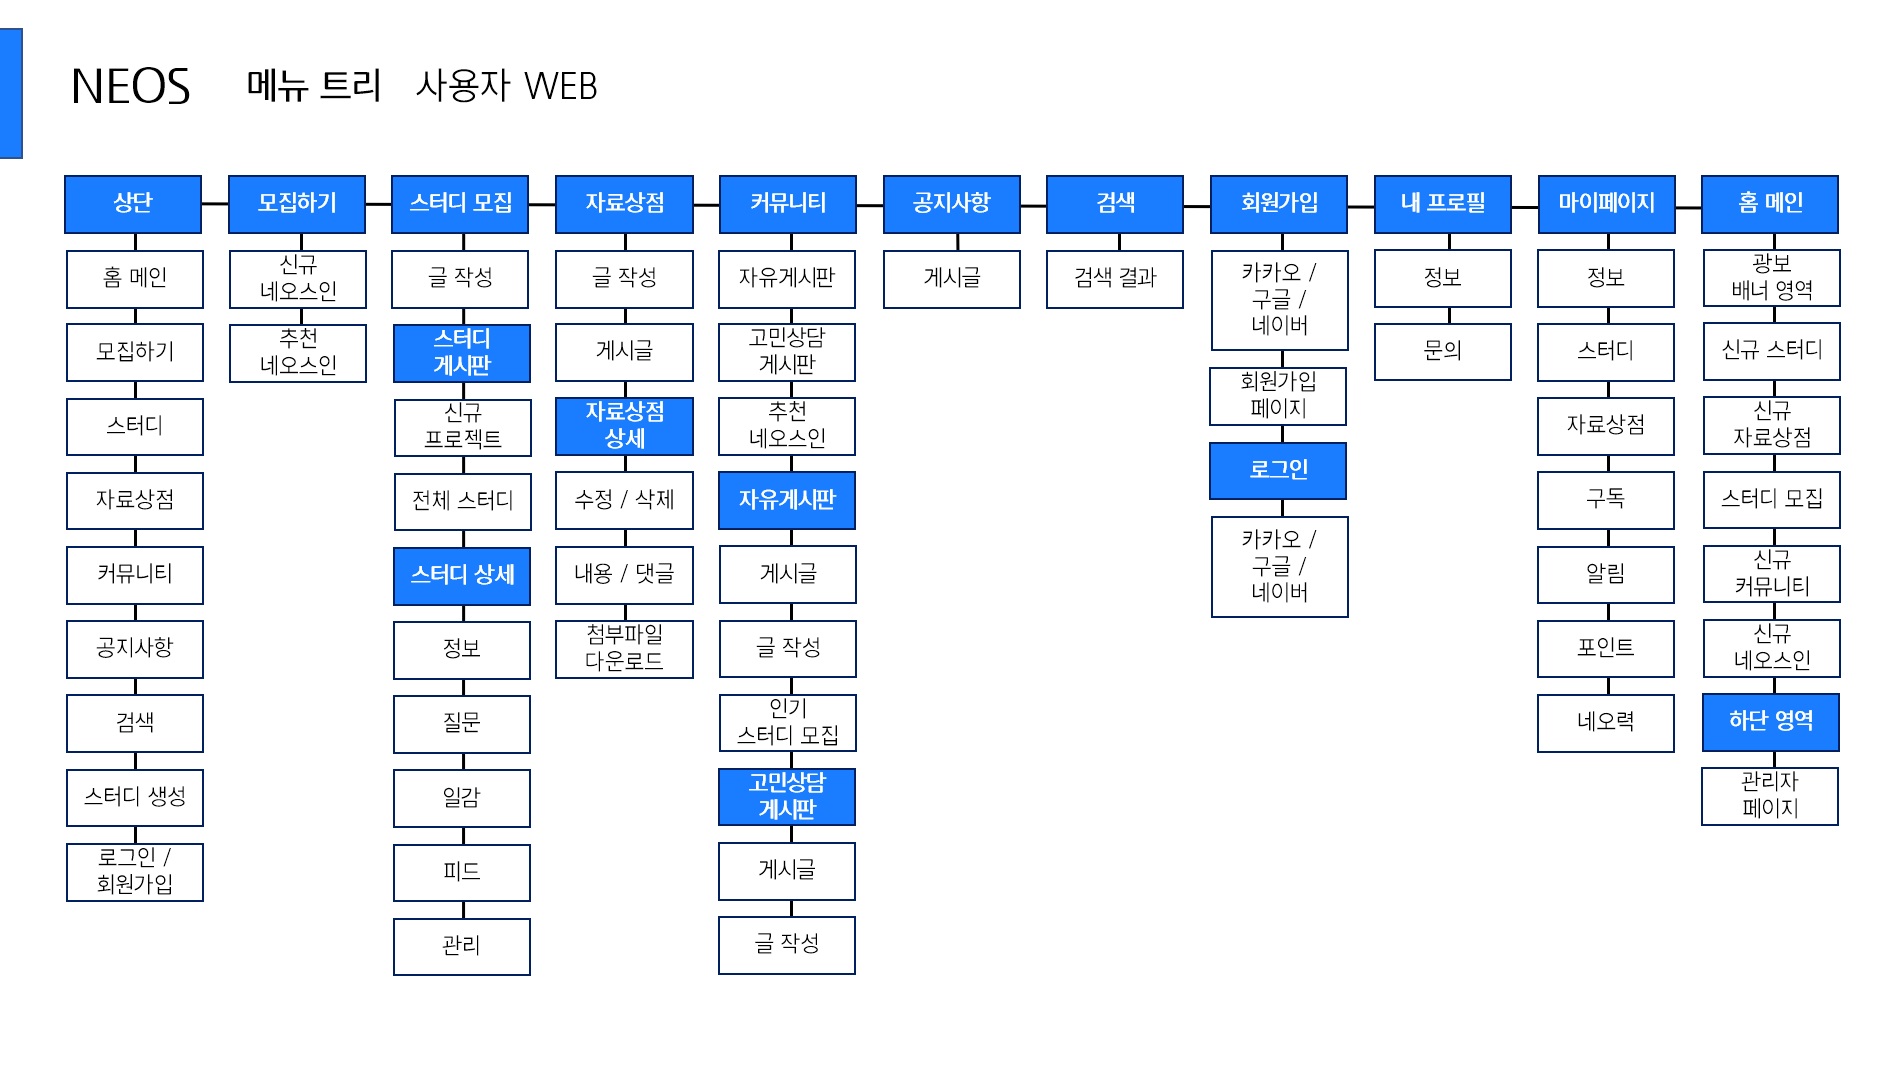 NEOS 메뉴 트리 사용자 WEB
상단
홈 메인
모집하기
스터디
자료상점
커뮤니티
공지사항
검색
스터디 생성
로그인 /
회원가입
모집하기
신규
네오스인
추천
네오스인
스터디 모집
글 작성
스터디
게시판
신규
프로젝트
전체 스터디
스터디 상세
정보
질문
일감
피드
관리
자료상점
글 작성
게시글
자료상점
상세
수정 / 삭제
내용 / 댓글
첨부파일
다운로드
커뮤니티
자유게시판
고민상담
게시판
추천
네오스인
자유게시판
게시글
글 작성
인기
스터디 모집
고민상담
게시판
게시글
글 작성
공지사항
게시글
검색
검색 결과
회원가입
카카오 /
구글 /
네이버
회원가입
페이지
로그인
카카오 /
구글 /
네이버
내 프로필
정보
문의
마이페이지
정보
스터디
자료상점
구독
알림
포인트
네오력
홈 메인
광보
배너 영역
신규 스터디
신규
자료상점
스터디 모집
신규
커뮤니티
신규
네오스인
하단 영역
관리자
페이지